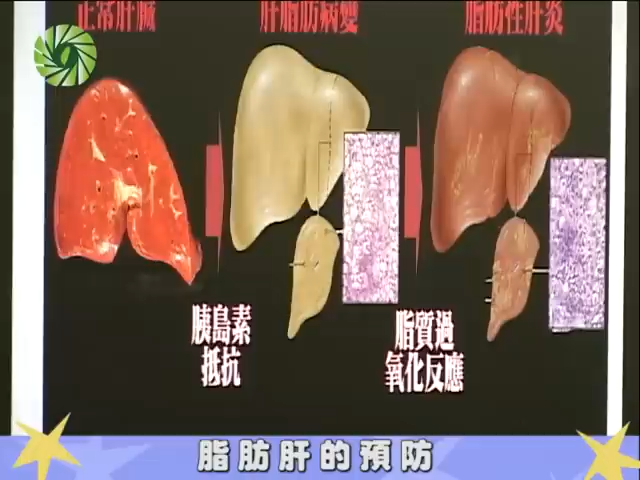 正常肝臟
肝脂肪病變
脂肪性肝炎
胰島素
抵抗
脂質過
氧化反應
脂肪肝的預防